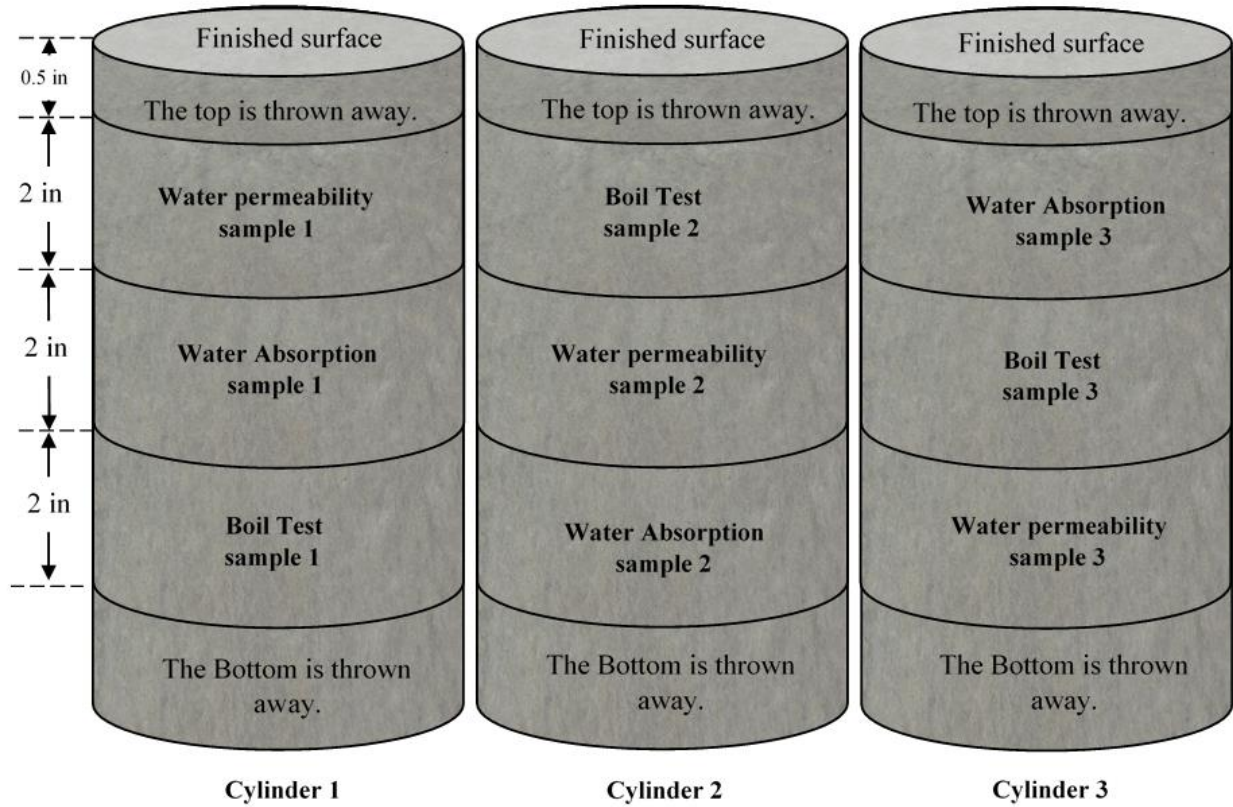 Finished surface
Finished surface
Finished surface
0.5 in
The top is thrown away.
The top is thrown away.
The top is thrown away.
2 in
Water permeability
sample 1
Boil Test
sample 2
Water Absorption
sample 3
2 in
Water Absorption
sample 1
Water permeability
sample 2
Boil Test
sample 3
2 in
Boil Test
sample 1
Water Absorption
sample 2
Water permeability
sample 3
The Bottom is thrown
away.
The Bottom is thrown
away.
The Bottom is thrown
away.
Cylinder 1
Cylinder 2
Cylinder 3